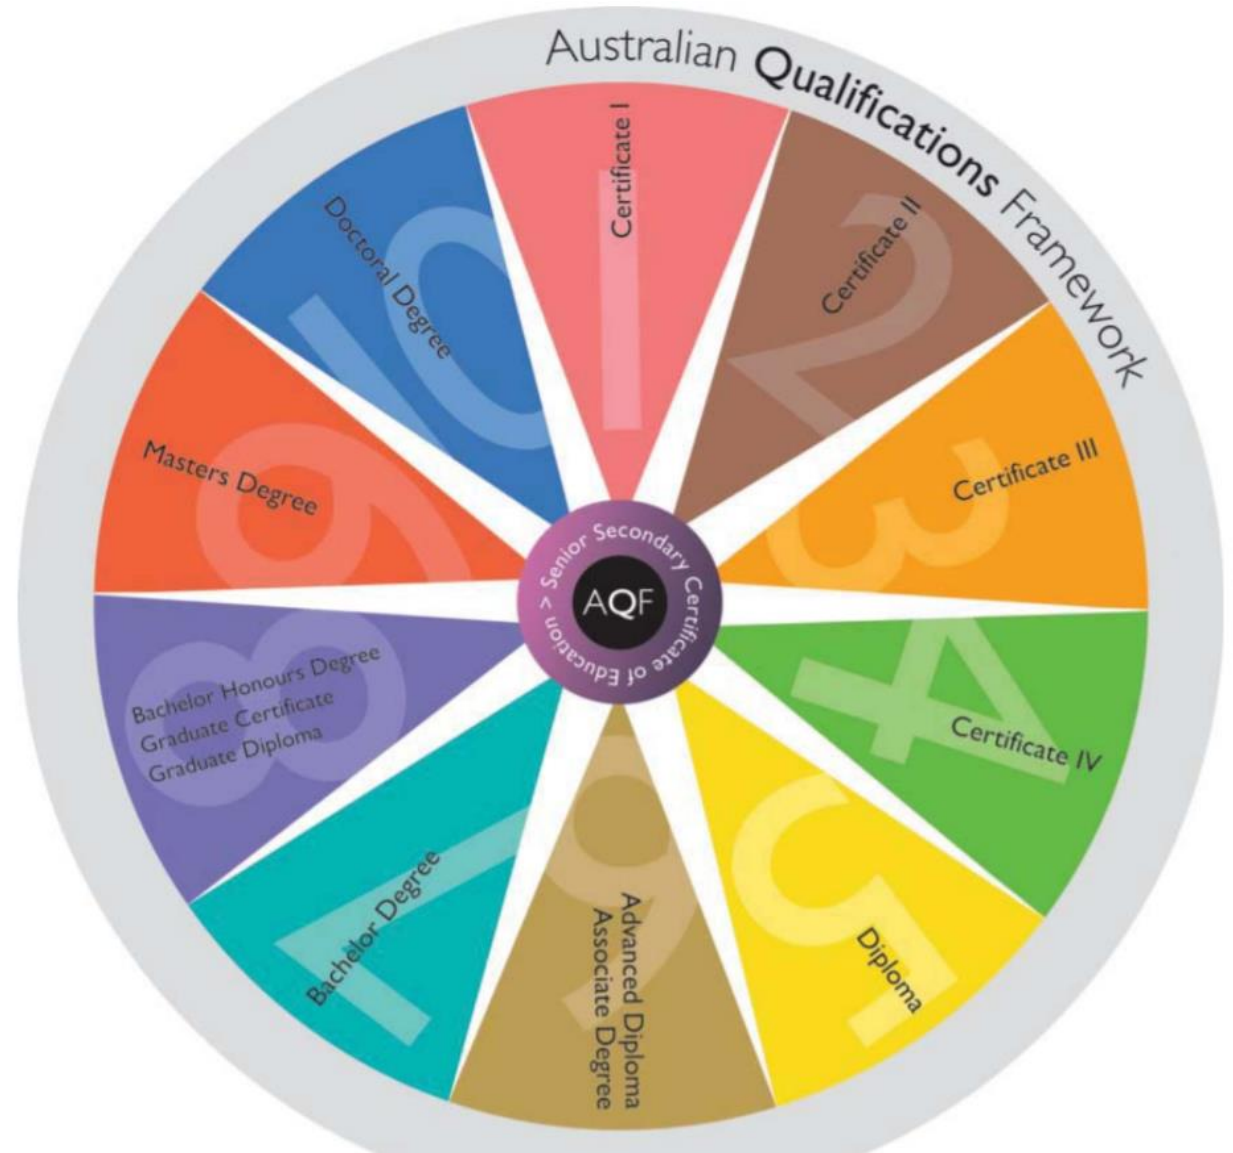 Australian Qualifications Framework
1
Certificate I
2
Certificate II
3
Certificate III
4
Certificate IV
5
Diploma
6
Advanced Diploma
Associate Degree
7
Bachelor Degree
8
Bachelor Honours Degree
Graduate Certificate
Graduate Diploma
9
Masters Degree
10
Doctoral Degree
Senior Secondary Certificate of Education >
AQF